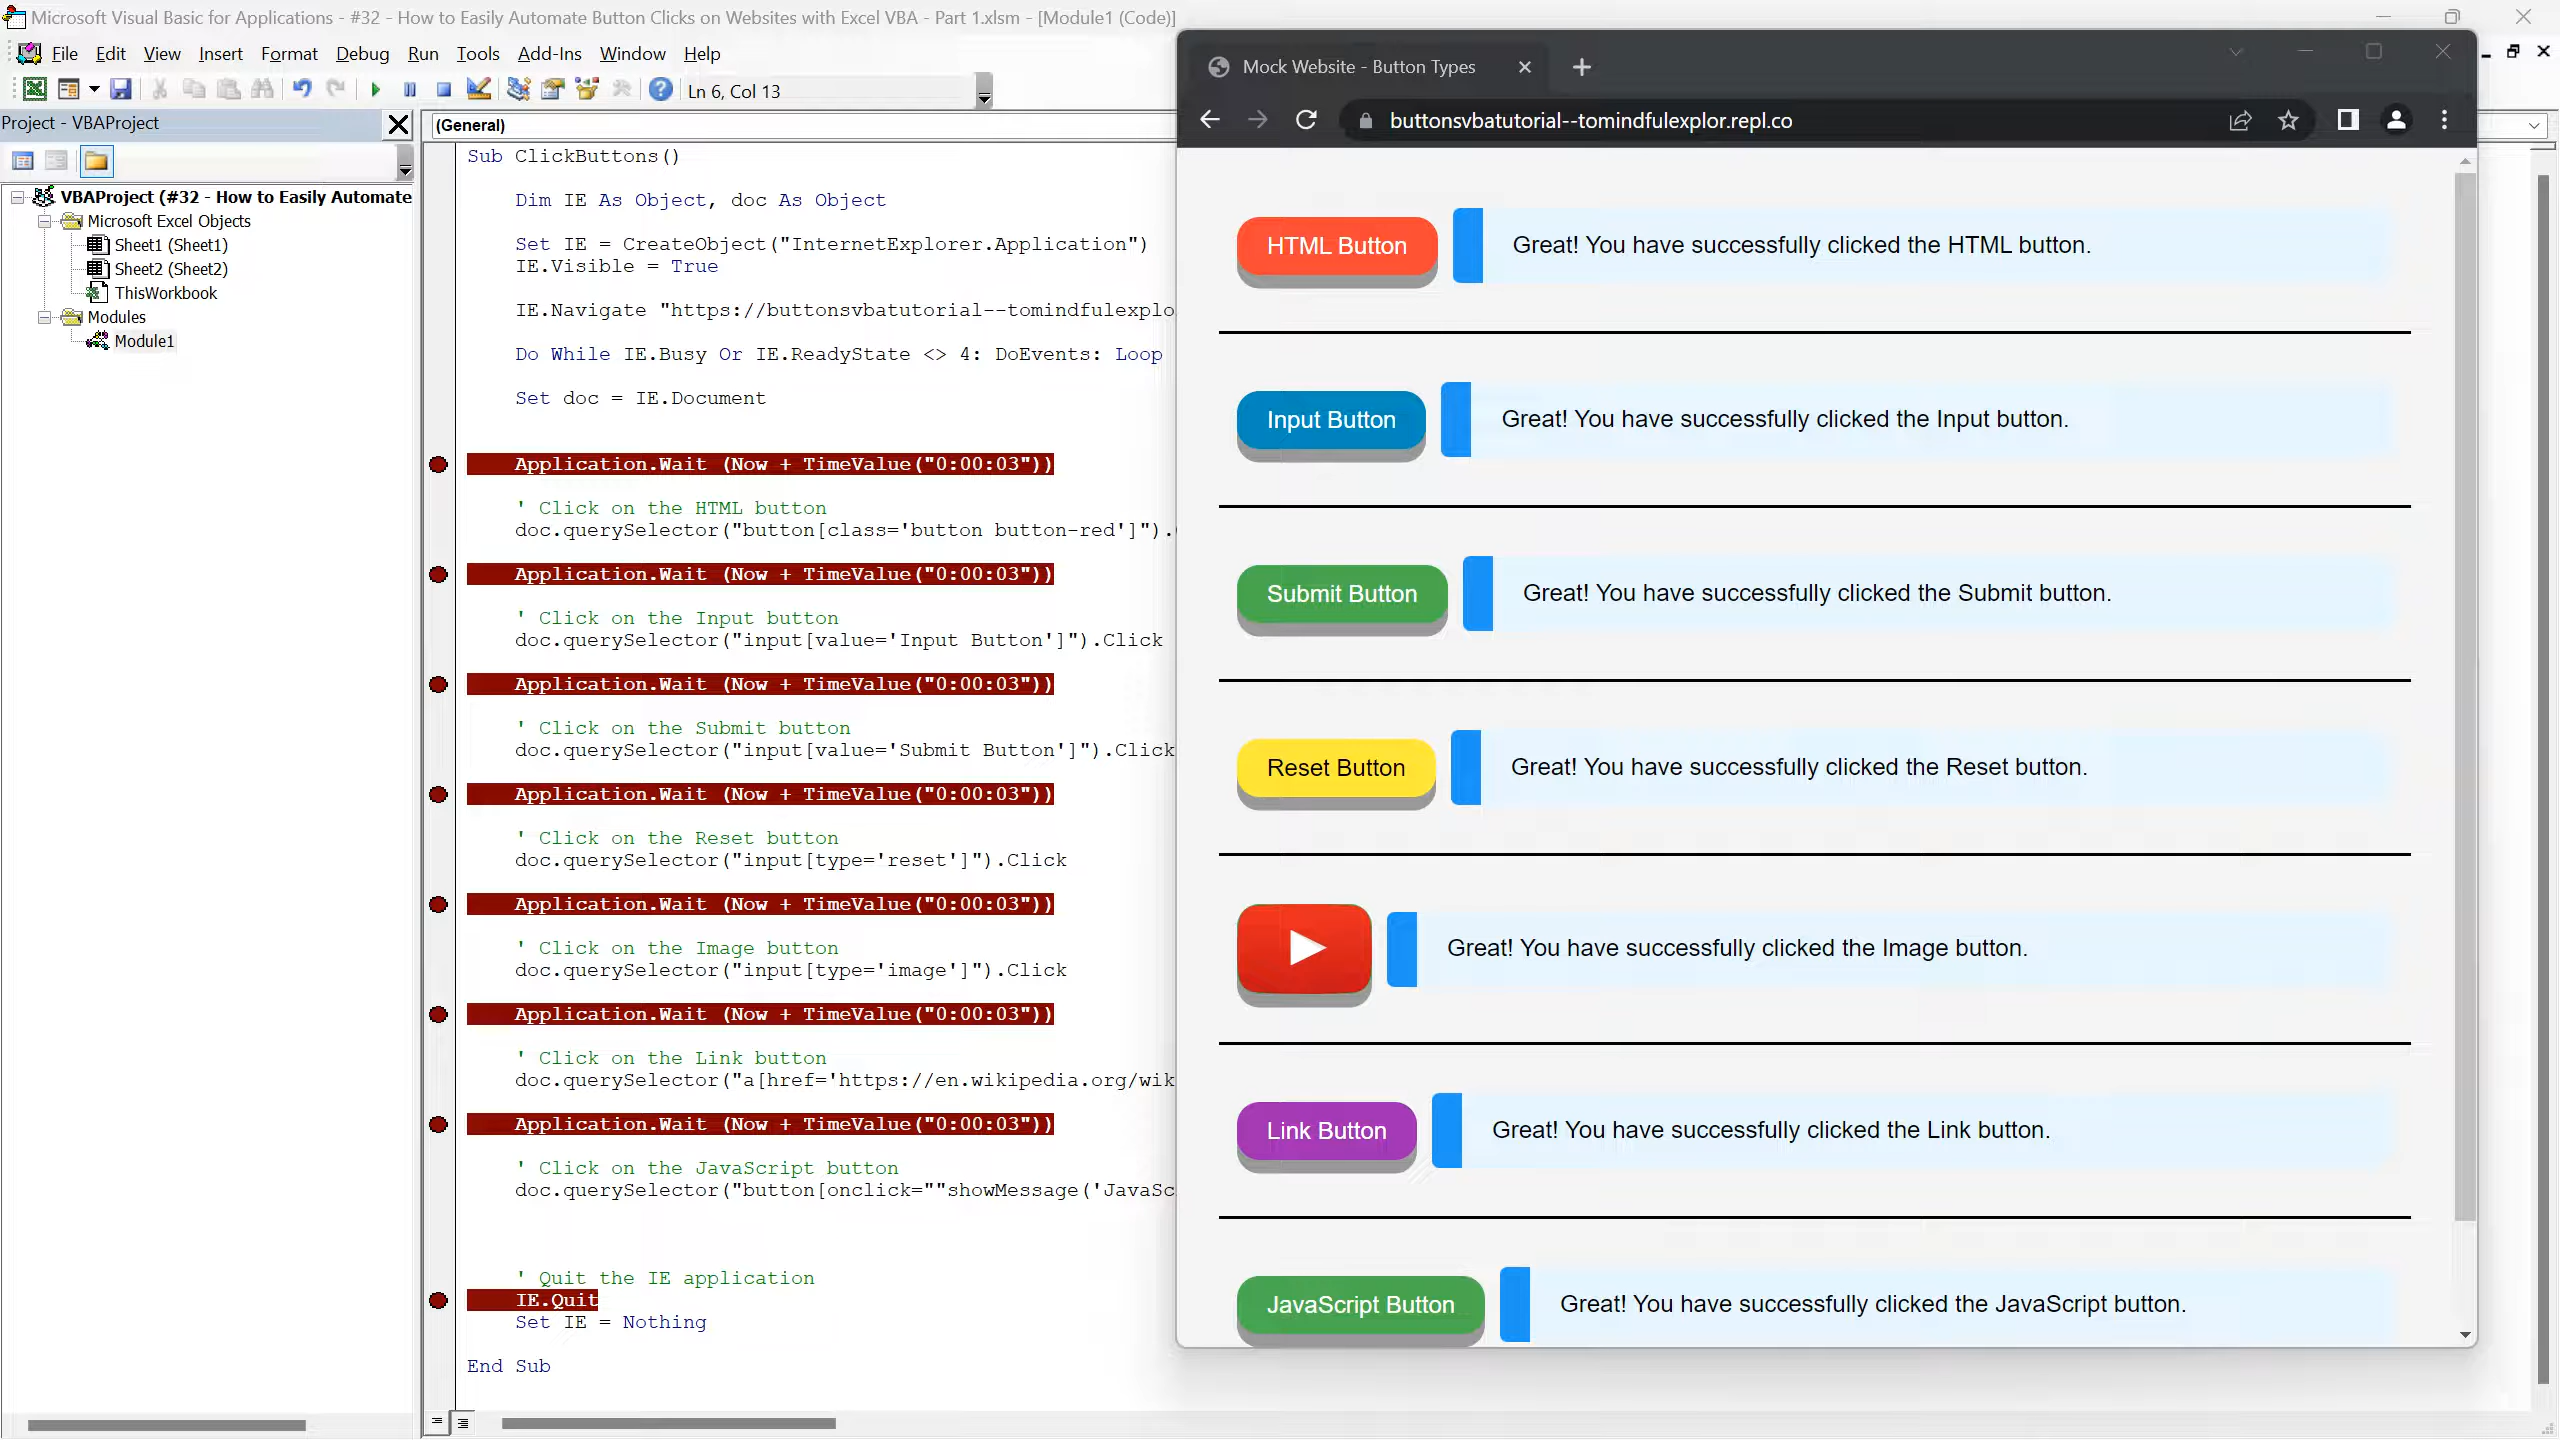 Microsoft Visual Basic for Applications - #32 - How to Easily Automate Button Clicks on Websites with Excel VBA - Part 1.xlsm - [Module1 (Code)]
File Edit View Insert Format Debug Run Tools Add-Ins Window Help
Ln 6, Col 13
Project - VBAProject
VBAProject (#32 - How to Easily Automate
Microsoft Excel Objects
Sheet1 (Sheet1)
Sheet2 (Sheet2)
ThisWorkbook
Modules
Module1
(General)
Sub ClickButtons()
Dim IE As Object, doc As Object
Set IE = CreateObject("InternetExplorer.Application")
IE.Visible = True
IE.Navigate "https://buttonsvbatutorial--tomindfulexplo
Do While IE.Busy Or IE.ReadyState <> 4: DoEvents: Loop
Set doc = IE.Document
Application.Wait (Now + TimeValue("0:00:03"))
' Click on the HTML button
doc.querySelector("button[class='button button-red']").
Application.Wait (Now + TimeValue("0:00:03"))
' Click on the Input button
doc.querySelector("input[value='Input Button']").Click
Application.Wait (Now + TimeValue("0:00:03"))
' Click on the Submit button
doc.querySelector("input[value='Submit Button']").Click
Application.Wait (Now + TimeValue("0:00:03"))
' Click on the Reset button
doc.querySelector("input[type='reset']").Click
Application.Wait (Now + TimeValue("0:00:03"))
' Click on the Image button
doc.querySelector("input[type='image']").Click
Application.Wait (Now + TimeValue("0:00:03"))
' Click on the Link button
doc.querySelector("a[href='https://en.wikipedia.org/wik
Application.Wait (Now + TimeValue("0:00:03"))
' Click on the JavaScript button
doc.querySelector("button[onclick=""showMessage('JavaSc
' Quit the IE application
IE.Quit
Set IE = Nothing
End Sub
Mock Website - Button Types
buttonsvbatutorial--tomindfulexplor.repl.co
HTML Button Great! You have successfully clicked the HTML button.
Input Button Great! You have successfully clicked the Input button.
Submit Button Great! You have successfully clicked the Submit button.
Reset Button Great! You have successfully clicked the Reset button.
Great! You have successfully clicked the Image button.
Link Button Great! You have successfully clicked the Link button.
JavaScript Button Great! You have successfully clicked the JavaScript button.